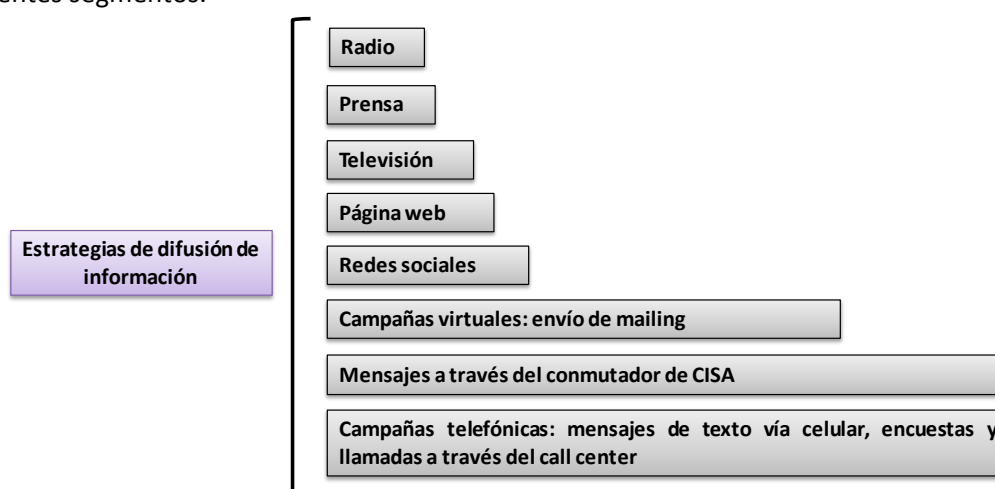 entes segmentos:
Radio
Prensa
Televisión
Página web
Estrategias de difusión de
información
Redes sociales
Campañas virtuales: envío de mailing
Mensajes a través del conmutador de CISA
Campañas telefónicas: mensajes de texto vía celular, encuestas y
llamadas a través del call center